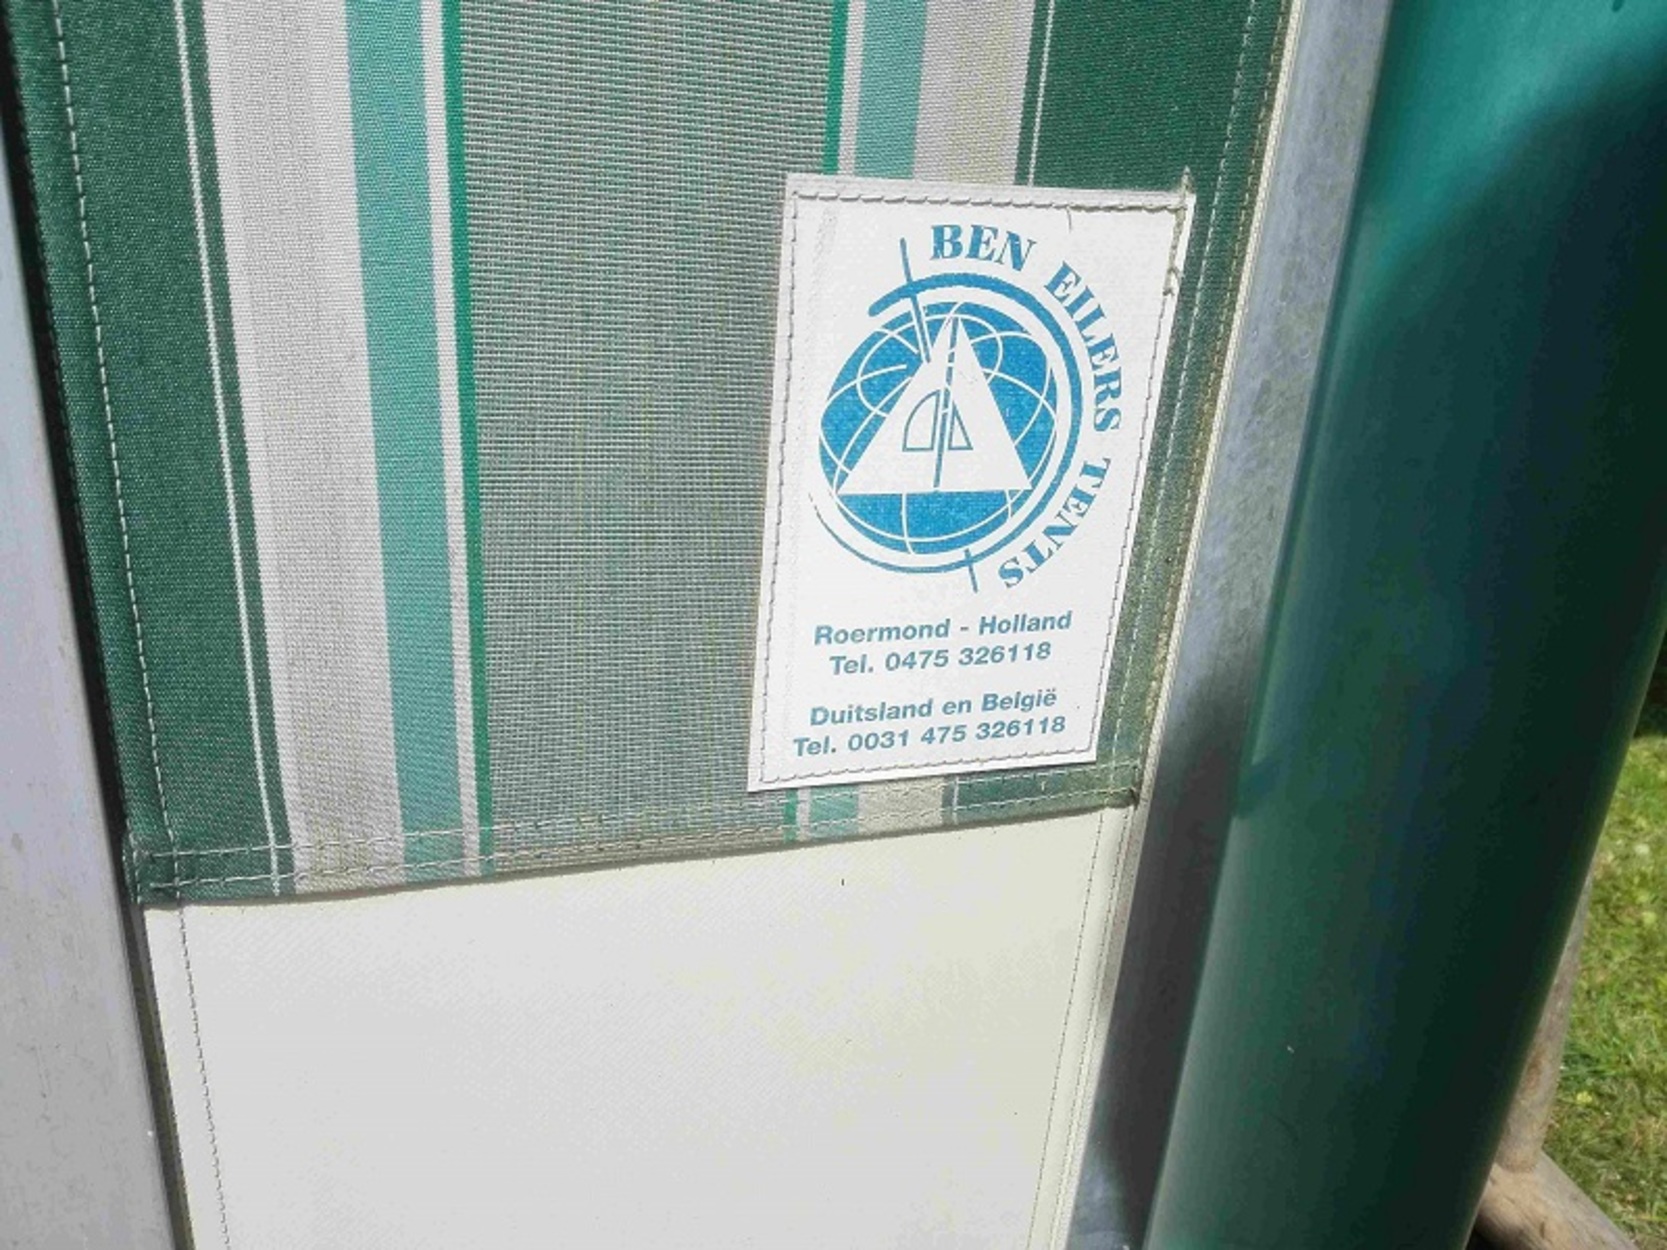 BEN EILERS TENTS
Roermond - Holland
Tel. 0475 326118
Duitsland en België
Tel. 0031 475 326118